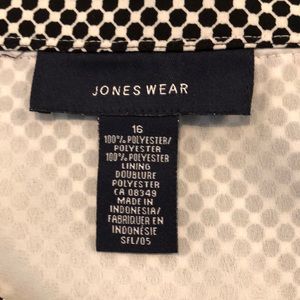 JONES WEAR
16
100% POLYESTER/
POLYESTER
100% POLYESTER
LINING
DOUBLURE
POLYESTER
CA 08349
MADE IN
INDONESIA/
FABRIQUER EN
INDONÉSIE
SFL/05